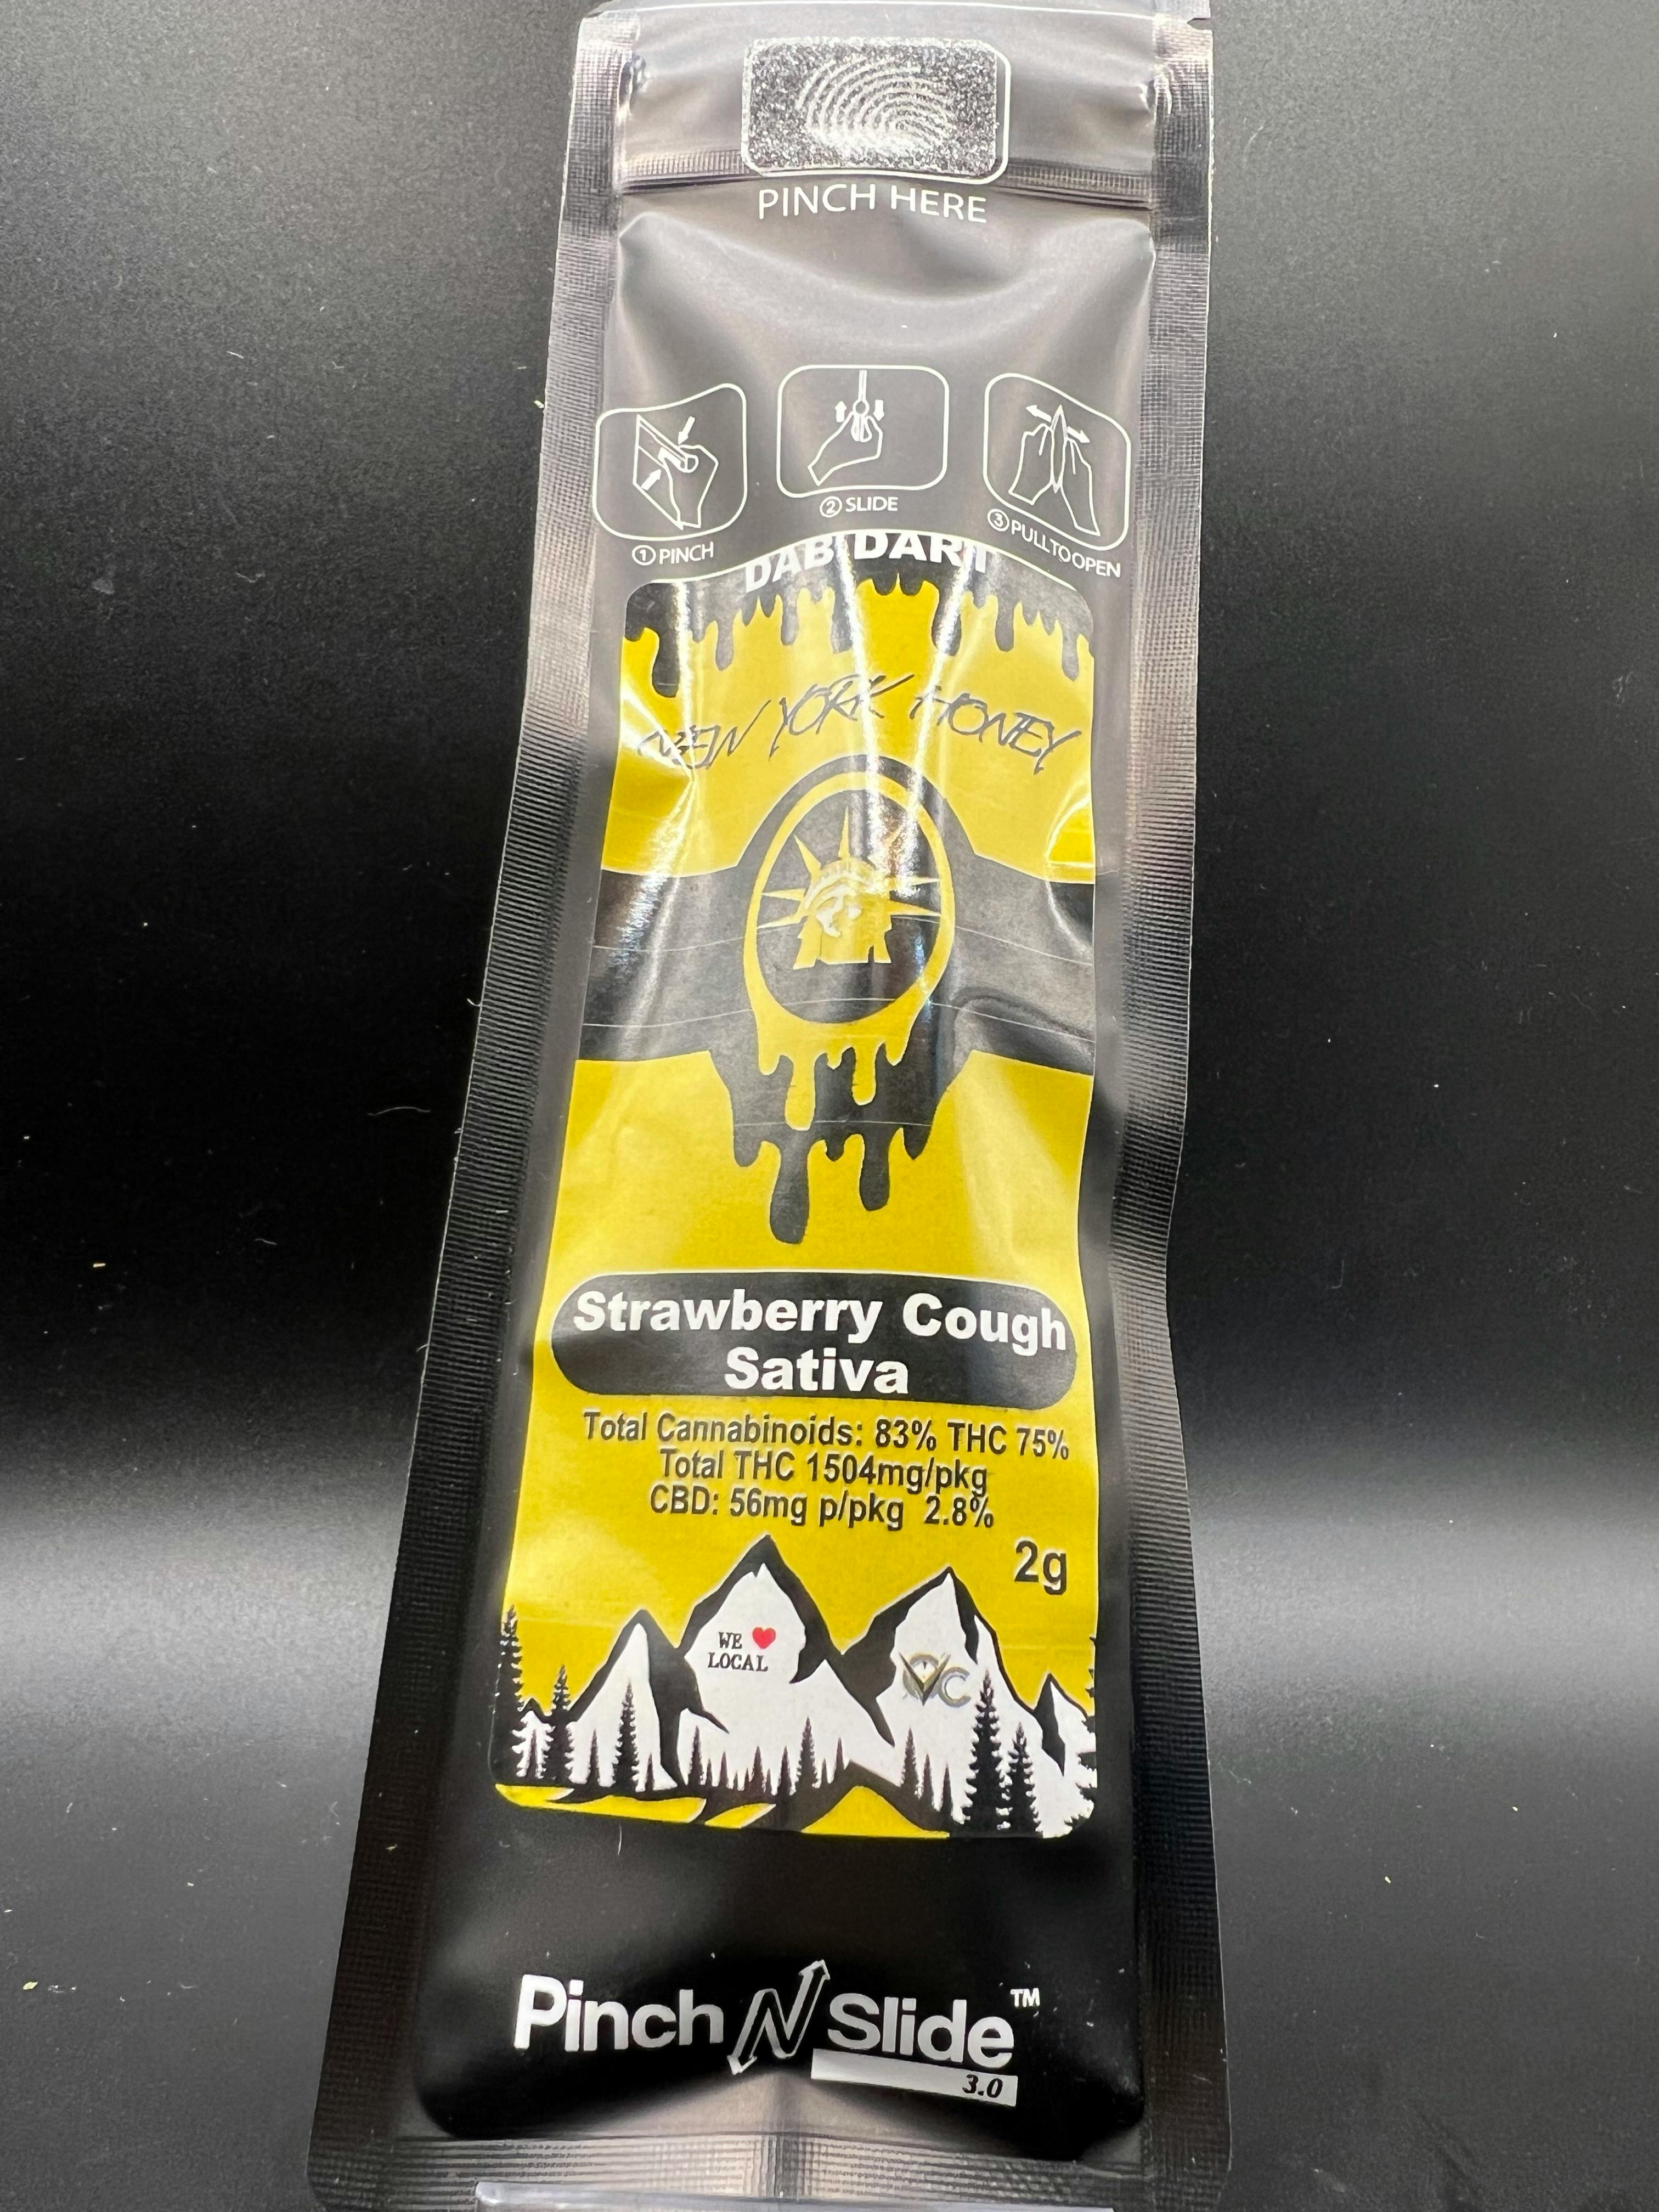 PINCH HERE
① PINCH
② SLIDE
③ PULL TO OPEN
DAB DART
NEW YORK HONEY
Strawberry Cough
Sativa
Total Cannabinoids: 83% THC 75%
Total THC 1504mg/pkg
CBD: 56mg p/pkg 2.8%
2g
WE ❤
LOCAL
Pinch N Slide™
3.0